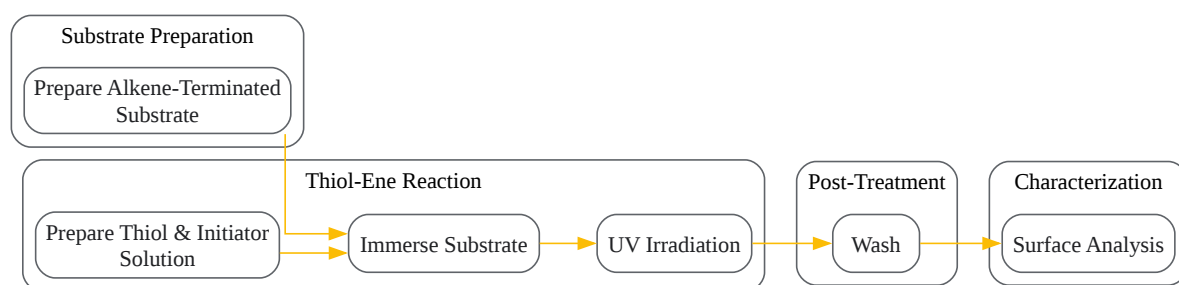 Substrate Preparation
Prepare Alkene-Terminated
Substrate
Thiol-Ene Reaction
Prepare Thiol & Initiator
Solution
Immerse Substrate
UV Irradiation
Post-Treatment
Wash
Characterization
Surface Analysis